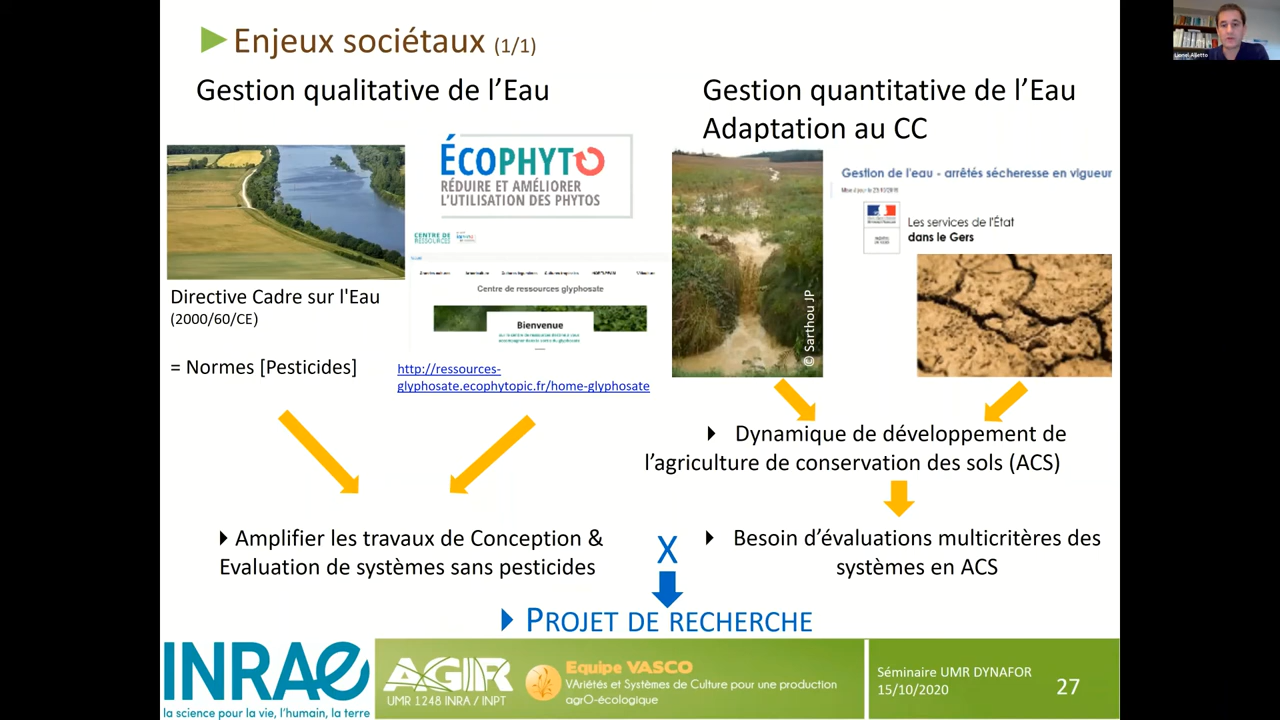 Enjeux sociétaux (1/1)
Gestion qualitative de l'Eau
ÉCOPHYTO
RÉDUIRE ET AMÉLIORER
L'UTILISATION DES PHYTOS
CENTRE DE
RESSOURCES
Centre de ressources glyphosate
Bienvenue
Directive Cadre sur l'Eau
(2000/60/CE)
= Normes [Pesticides]
http://ressources-
glyphosate.ecophytopic.fr/home-glyphosate
Gestion quantitative de l'Eau
Adaptation au CC
© Sarthou JP
Gestion de l'eau - arrêtés sécheresse en vigueur
Les services de l'État
dans le Gers
Dynamique de développement de
l'agriculture de conservation des sols (ACS)
Amplifier les travaux de Conception &
Evaluation de systèmes sans pesticides
X
Besoin d'évaluations multicritères des
systèmes en ACS
PROJET DE RECHERCHE
INRAE
la science pour la vie, l'humain, la terre
AGIR
UMR 1248 INRA / INPT
Equipe VASCO
VAriétés et Systèmes de Culture pour une production
agrO-écologique
Séminaire UMR DYNAFOR
15/10/2020
27
Lionel Alletto